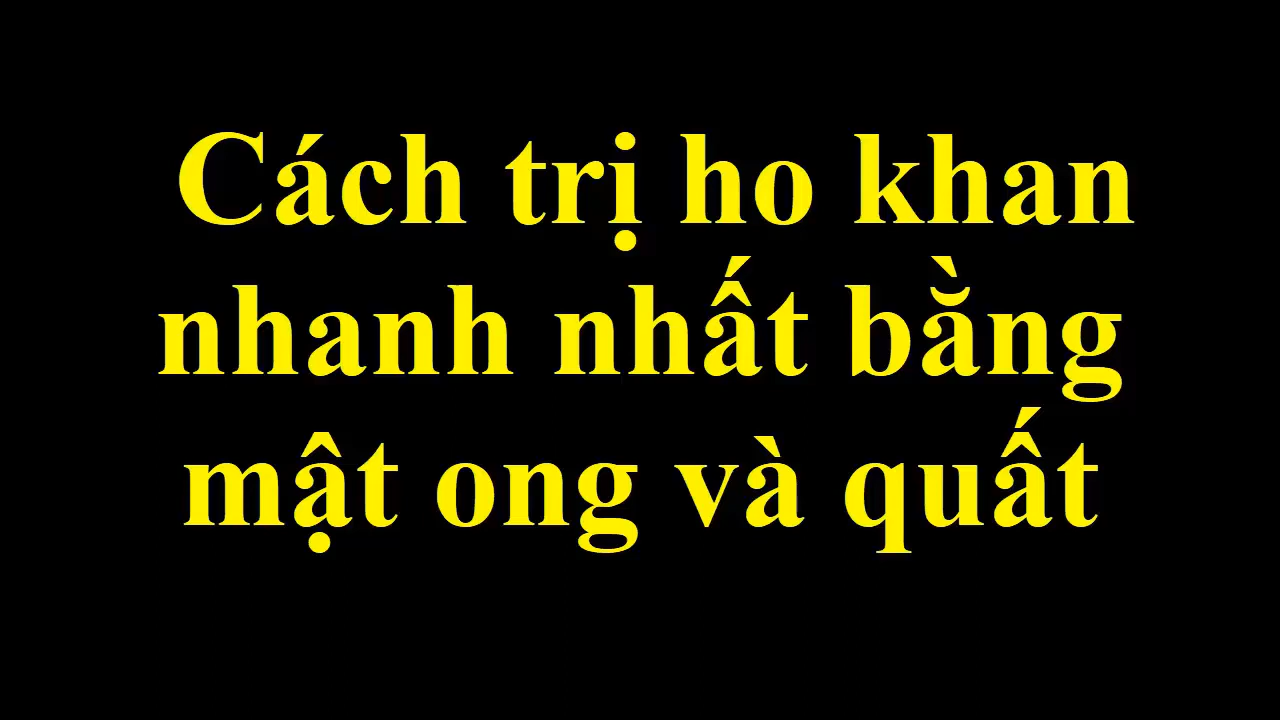 Cách trị ho khan
nhanh nhất bằng
mật ong và quất